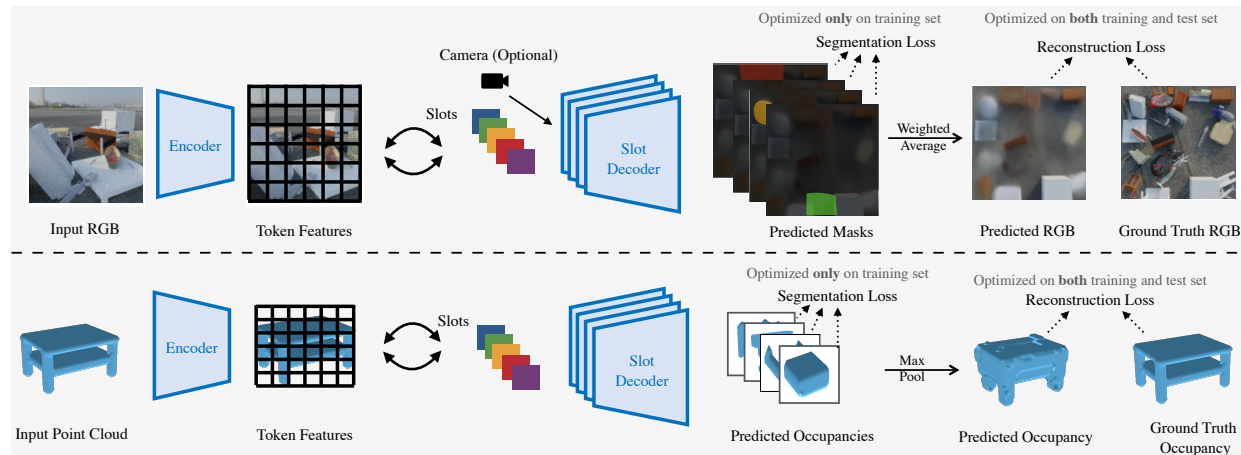 Optimized only on training set
Segmentation Loss
Optimized on both training and test set
Reconstruction Loss
Camera (Optional)
Slots
Encoder
Slot
Decoder
Weighted
Average
Input RGB
Token Features
Predicted Masks
Predicted RGB
Ground Truth RGB
Optimized only on training set
Segmentation Loss
Optimized on both training and test set
Reconstruction Loss
Slots
Encoder
Slot
Decoder
Max
Pool
Input Point Cloud
Token Features
Predicted Occupancies
Predicted Occupancy
Ground Truth
Occupancy